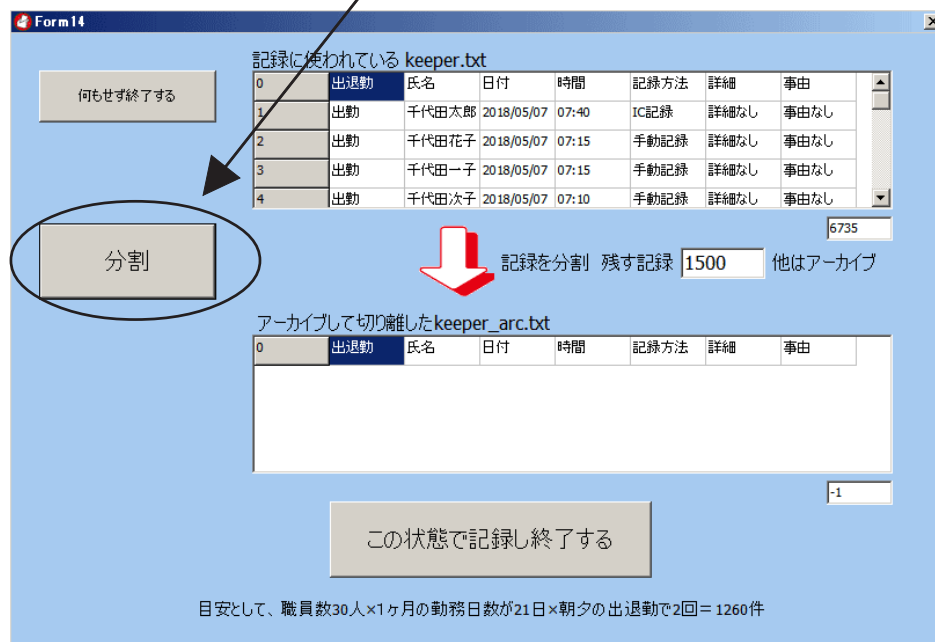 Form14
記録に使われている keeper.txt
何もせず終了する
0 出退勤 氏名 日付 時間 記録方法 詳細 事由
1 出勤 千代田太郎 2018/05/07 07:40 IC記録 詳細なし 事由なし
2 出勤 千代田花子 2018/05/07 07:15 手動記録 詳細なし 事由なし
3 出勤 千代田一子 2018/05/07 07:15 手動記録 詳細なし 事由なし
4 出勤 千代田次子 2018/05/07 07:10 手動記録 詳細なし 事由なし
6735
分割
記録を分割 残す記録 1500 他はアーカイブ
アーカイブして切り離したkeeper_arc.txt
0 出退勤 氏名 日付 時間 記録方法 詳細 事由
-1
この状態で記録し終了する
目安として、職員数30人×1ヶ月の勤務日数が21日×朝夕の出退勤で2回＝1260件